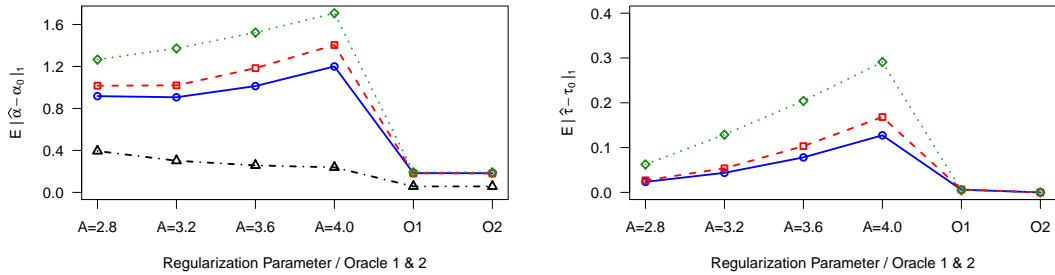 E | α̂ − α₀ |₁
1.6
1.2
0.8
0.4
0.0
A=2.8 A=3.2 A=3.6 A=4.0 O1 O2
Regularization Parameter / Oracle 1 & 2
E | τ̂ − τ₀ |₁
0.4
0.3
0.2
0.1
0.0
A=2.8 A=3.2 A=3.6 A=4.0 O1 O2
Regularization Parameter / Oracle 1 & 2